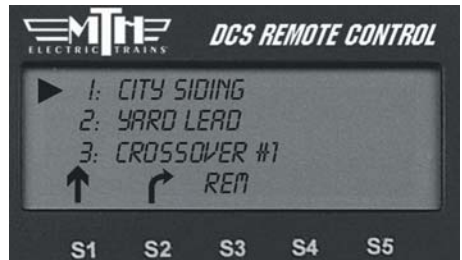 MTH DCS REMOTE CONTROL
ELECTRIC TRAINS
1: CITY SIDING
2: YARD LEAD
3: CROSSOVER #1
REM
S1 S2 S3 S4 S5